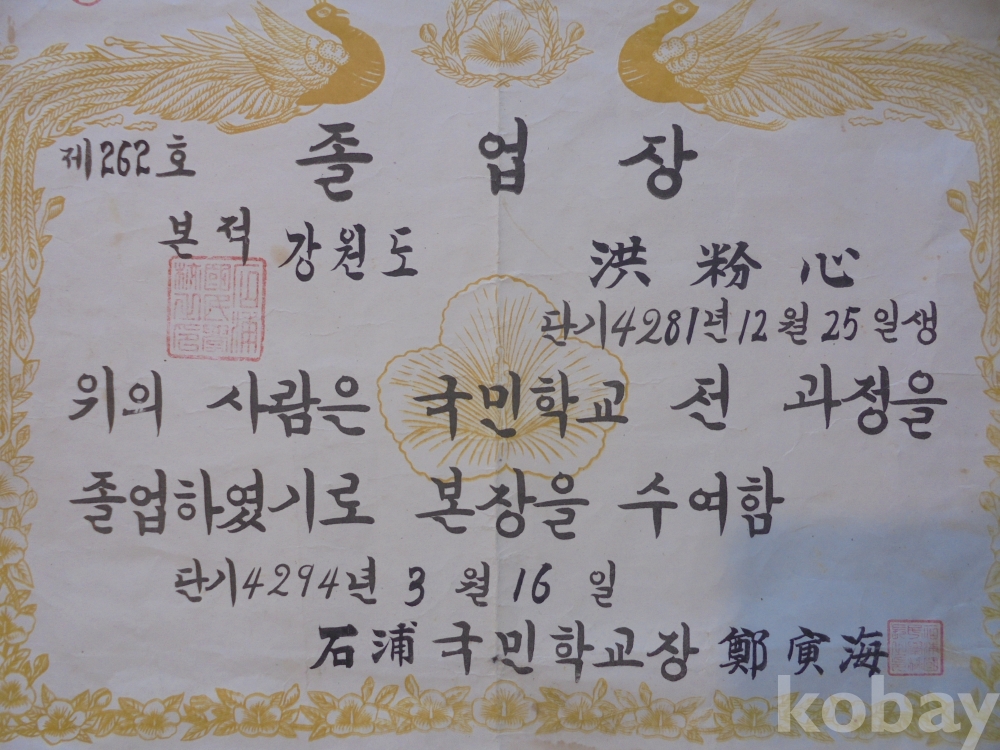 제262호 졸업장
본적 강원도
洪粉心
단기4281년12월25일생
위의 사람은 국민학교 전 과정을
졸업하였기로 본장을 수여함
단기4294년 3월 16일
石浦국민학교장 鄭寅海
kobay